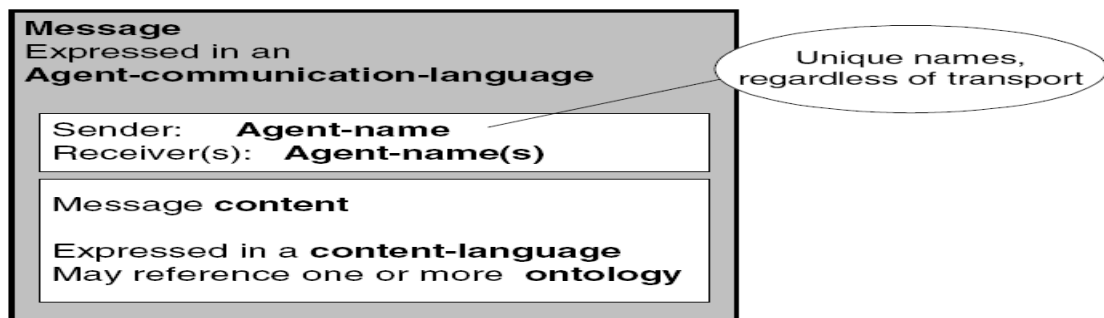 Message
Expressed in an
Agent-communication-language
Unique names,
regardless of transport
Sender: Agent-name
Receiver(s): Agent-name(s)
Message content
Expressed in a content-language
May reference one or more ontology